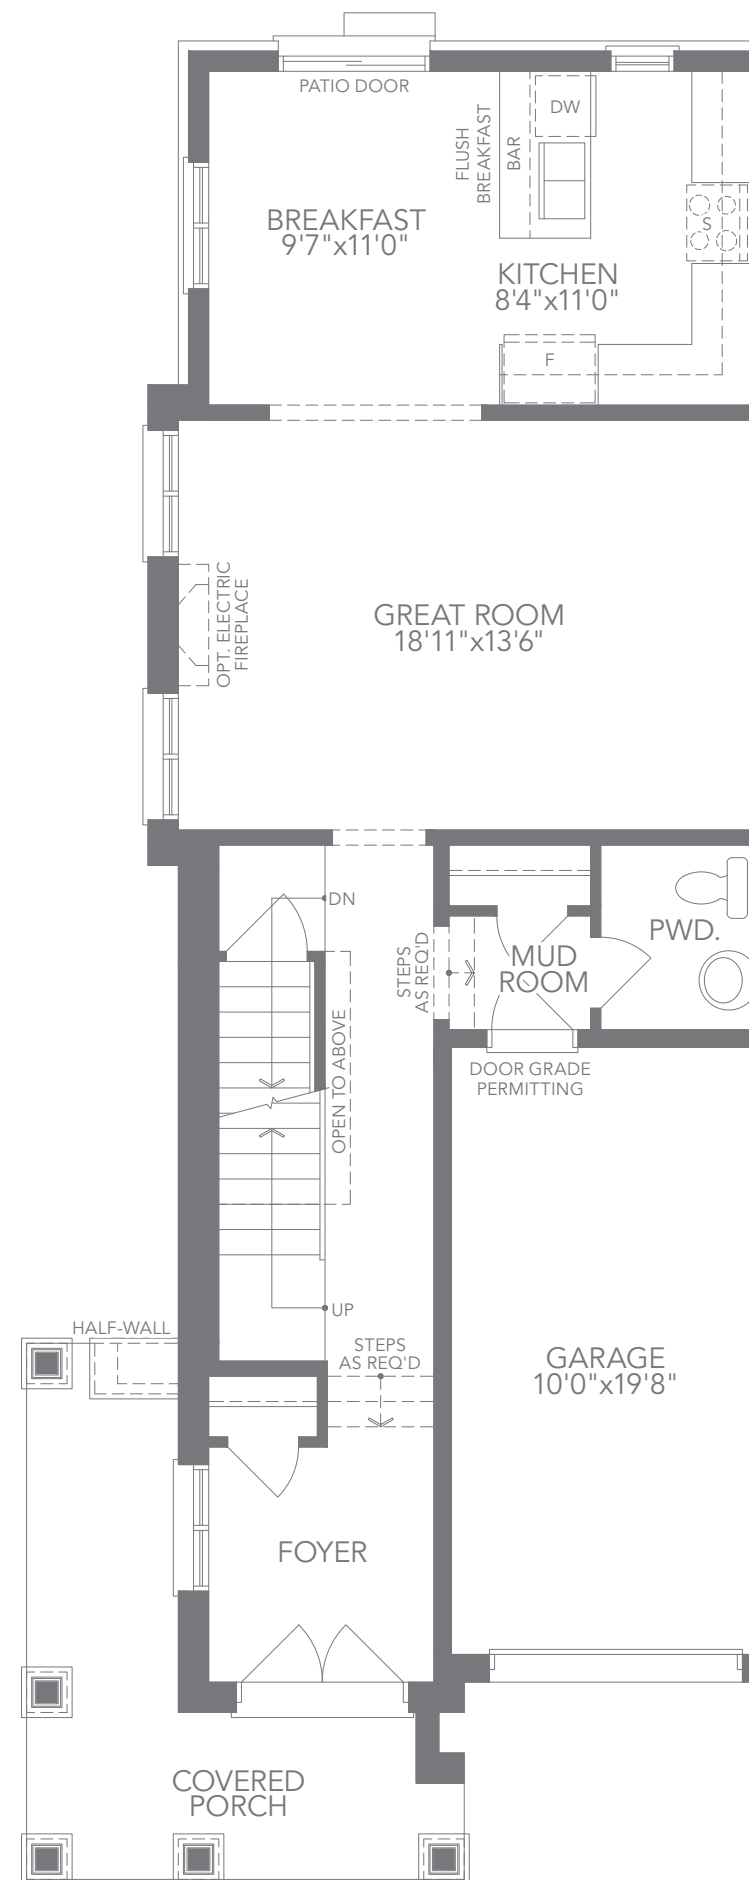 PATIO DOOR
FLUSH
BREAKFAST
BAR
DW
BREAKFAST
9'7"x11'0"
S
KITCHEN
8'4"x11'0"
F
OPT. ELECTRIC
FIREPLACE
GREAT ROOM
18'11"x13'6"
DN
STEPS
AS REQ'D
MUD
ROOM
PWD.
OPEN TO ABOVE
DOOR GRADE
PERMITTING
UP
HALF-WALL
STEPS
AS REQ'D
GARAGE
10'0"x19'8"
FOYER
COVERED
PORCH